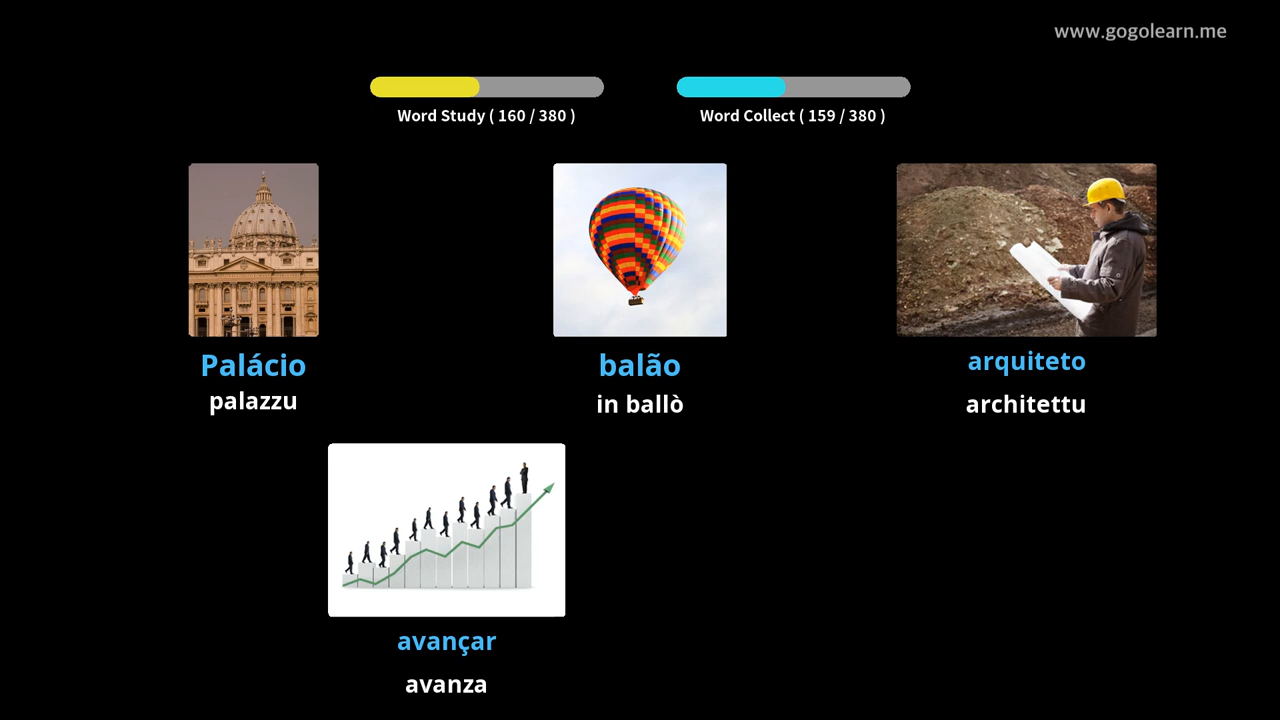 www.gogolearn.me
Word Study ( 160 / 380 )
Word Collect ( 159 / 380 )
Palácio
palazzu
balão
in ballò
arquiteto
architettu
avançar
avanza